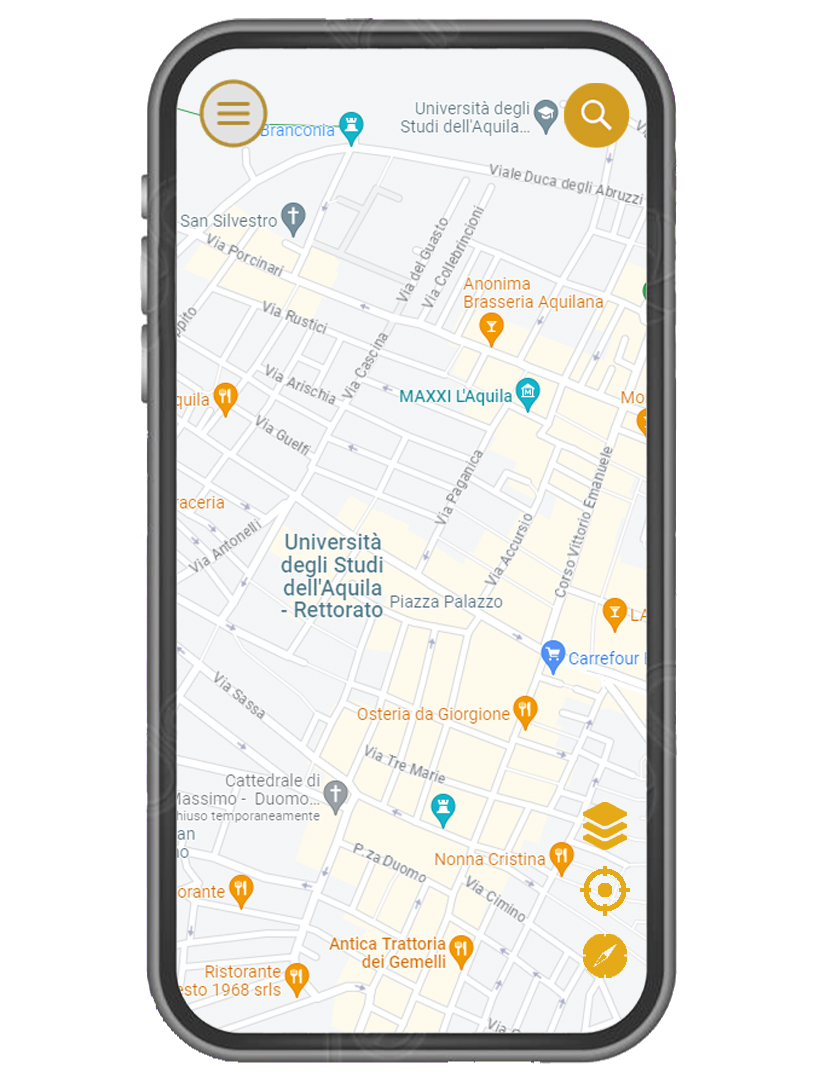 Università degli
Studi dell'Aquila...
Branconia
Viale Duca degli Abruzzi
San Silvestro
Via Porcinari
Via del Guasto
Via Collebrincioni
Anonima
Brasseria Aquilana
Via Rustici
Via Cascina
Via Arischia
MAXXI L'Aquila
Mo
quila
Via Guelfi
Via Paganica
Corso Vittorio Emanuele
raceria
Via Antonelli
Via Accursio
Università
degli Studi
dell'Aquila
- Rettorato
Piazza Palazzo
LA
Carrefour
Via Sassa
Osteria da Giorgione
Via Tre Marie
Cattedrale di
Massimo - Duomo...
hiuso temporaneamente
an
no
Nonna Cristina
P.za Duomo
Via Cimino
orante
Antica Trattoria
dei Gemelli
Ristorante
esto 1968 srls
Via